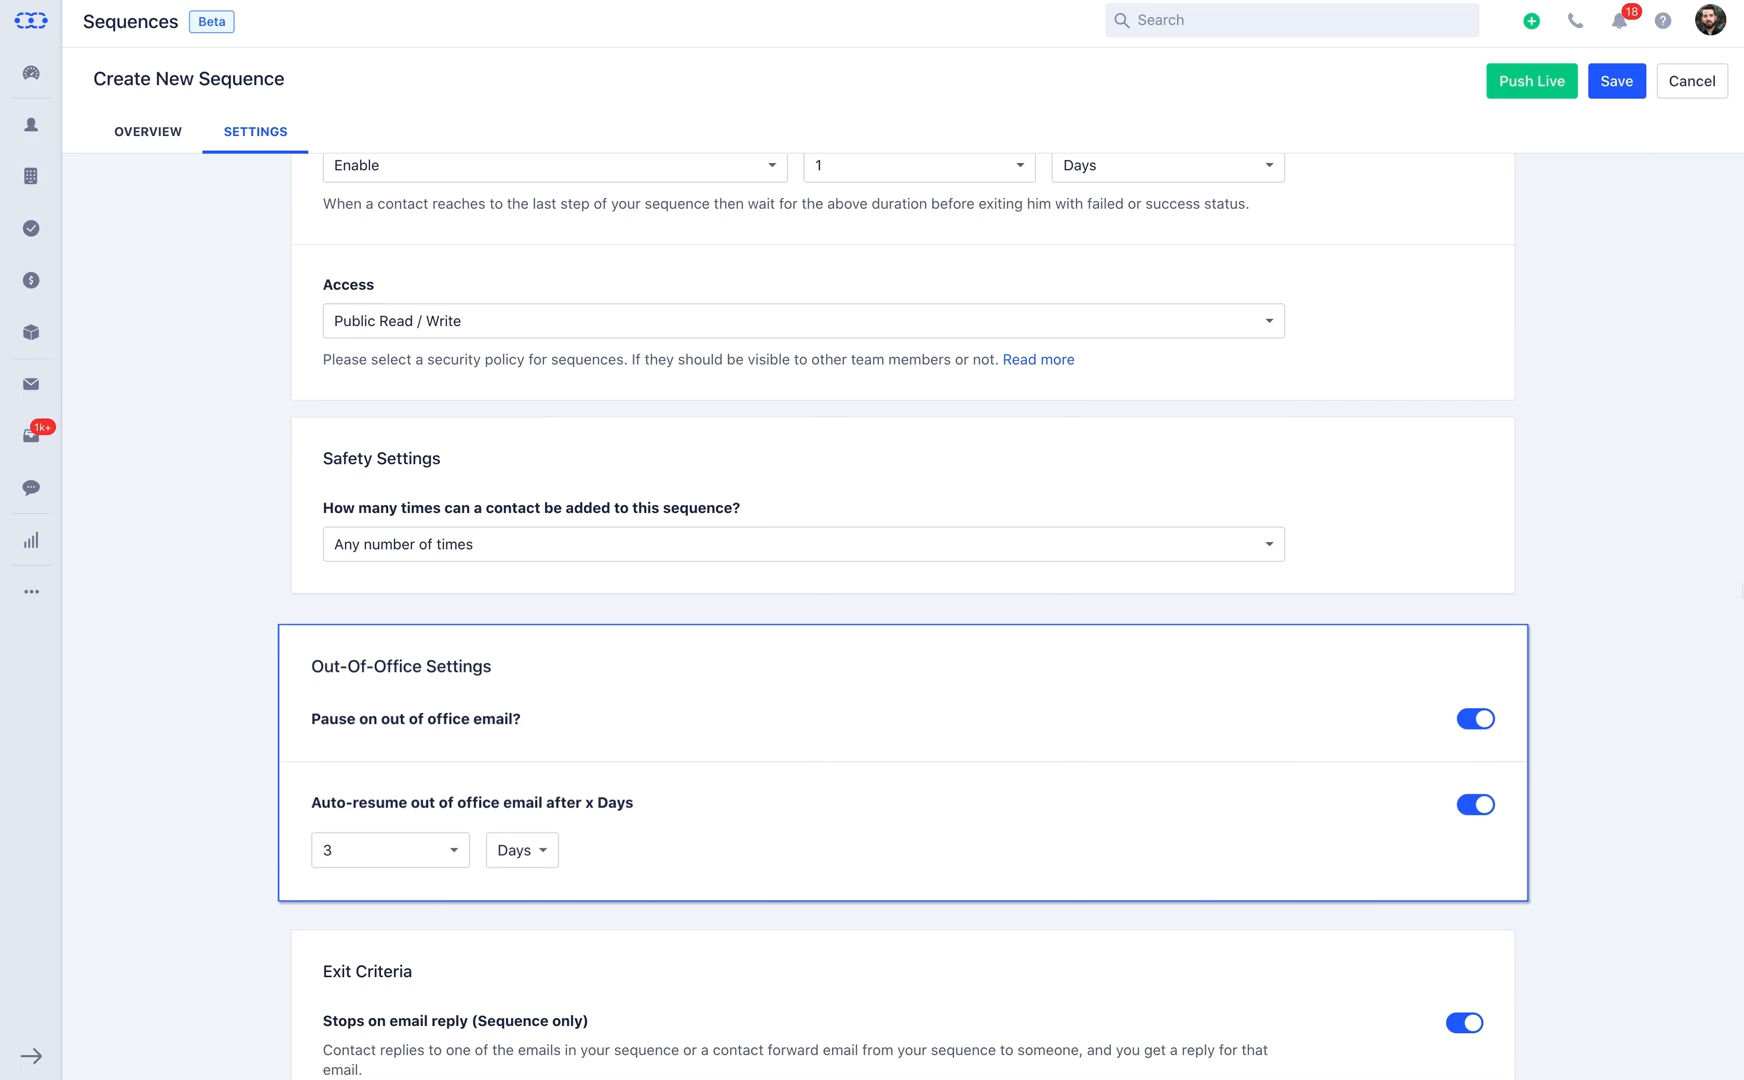 Sequences
Beta
Search
18
Create New Sequence
Push Live
Save
Cancel
OVERVIEW
SETTINGS
Enable
1
Days
When a contact reaches to the last step of your sequence then wait for the above duration before exiting him with failed or success status.
Access
Public Read / Write
Please select a security policy for sequences. If they should be visible to other team members or not. Read more
1k+
Safety Settings
How many times can a contact be added to this sequence?
Any number of times
Out-Of-Office Settings
Pause on out of office email?
Auto-resume out of office email after x Days
3
Days
Exit Criteria
Stops on email reply (Sequence only)
Contact replies to one of the emails in your sequence or a contact forward email from your sequence to someone, and you get a reply for that
email.